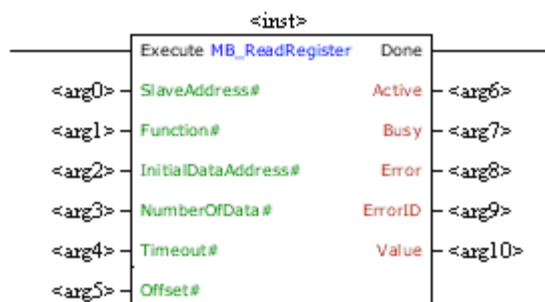 <inst>
Execute MB_ReadRegister Done
<arg0> SlaveAddress# Active <arg6>
<arg1> Function# Busy <arg7>
<arg2> InitialDataAddress# Error <arg8>
<arg3> NumberOfData# ErrorID <arg9>
<arg4> Timeout# Value <arg10>
<arg5> Offset#